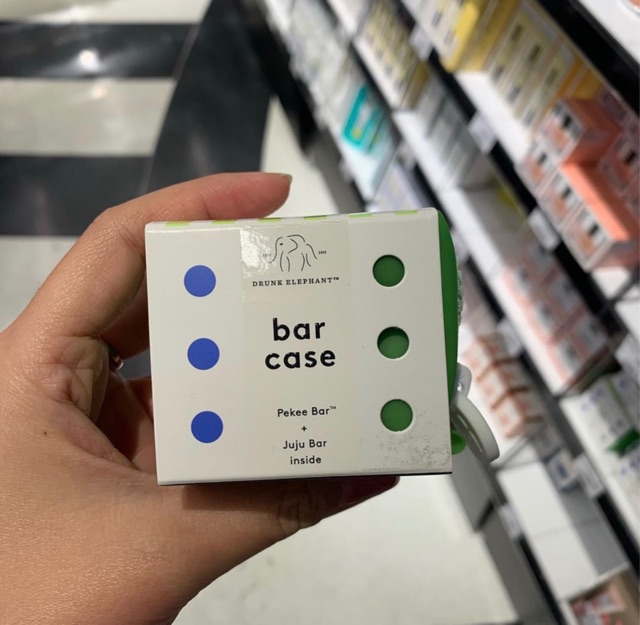 DRUNK ELEPHANT™
bar
case
Pekee Bar™
+
Juju Bar
inside